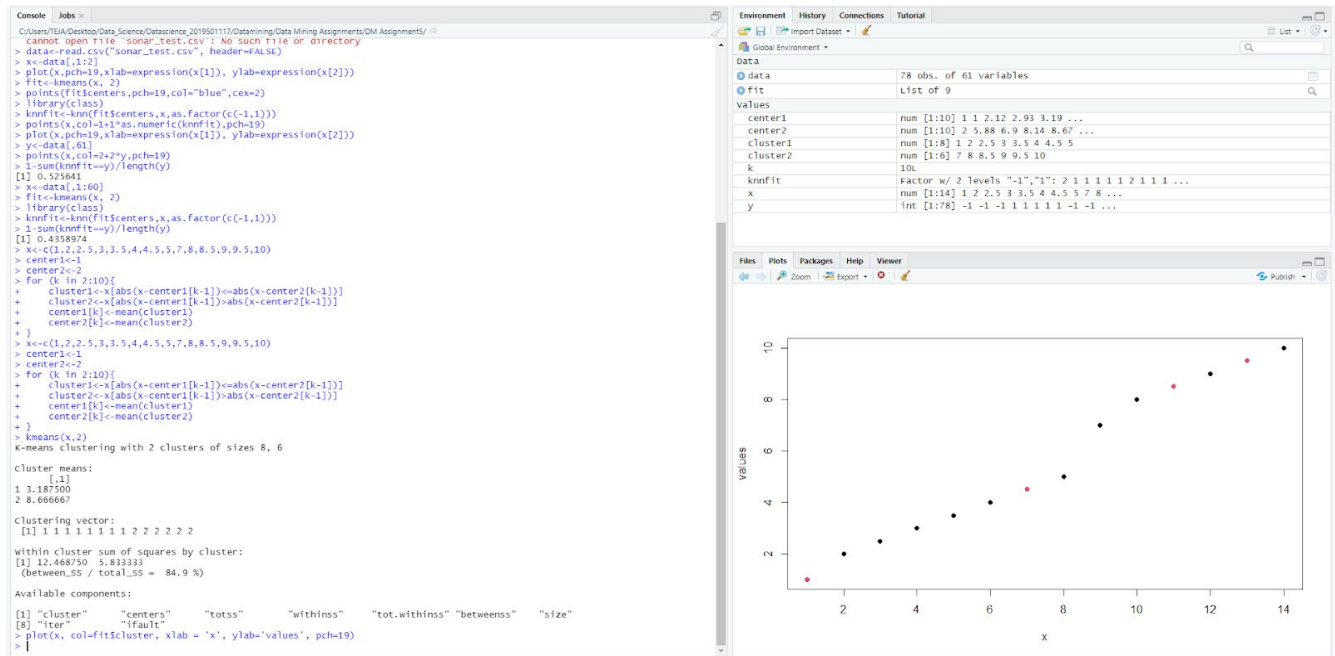 Console Jobs ×
C:/Users/TEJA/Desktop/Data_Science/Datascience_2019501117/Datamining/Data Mining Assignments/DM Assignment5/
cannot open file 'sonar_test.csv': No such file or directory
> data<-read.csv("sonar_test.csv", header=FALSE)
> x<-data[,1:2]
> plot(x,pch=19,xlab=expression(x[1]), ylab=expression(x[2]))
> fit<-kmeans(x, 2)
> points(fit$centers,pch=19,col="blue",cex=2)
> library(class)
> knnfit<-knn(fit$centers,x,as.factor(c(-1,1)))
> points(x,col=1+1*as.numeric(knnfit),pch=19)
> plot(x,pch=19,xlab=expression(x[1]), ylab=expression(x[2]))
> y<-data[,61]
> points(x,col=2+2*y,pch=19)
> 1-sum(knnfit==y)/length(y)
[1] 0.525641
> x<-data[,1:60]
> fit<-kmeans(x, 2)
> library(class)
> knnfit<-knn(fit$centers,x,as.factor(c(-1,1)))
> 1-sum(knnfit==y)/length(y)
[1] 0.4358974
> x<-c(1,2,2.5,3,3.5,4,4.5,5,7,8,8.5,9,9.5,10)
> center1<-1
> center2<-2
> for (k in 2:10){
+ cluster1<-x[abs(x-center1[k-1])<=abs(x-center2[k-1])]
+ cluster2<-x[abs(x-center1[k-1])>abs(x-center2[k-1])]
+ center1[k]<-mean(cluster1)
+ center2[k]<-mean(cluster2)
+ }
> x<-c(1,2,2.5,3,3.5,4,4.5,5,7,8,8.5,9,9.5,10)
> center1<-1
> center2<-2
> for (k in 2:10){
+ cluster1<-x[abs(x-center1[k-1])<=abs(x-center2[k-1])]
+ cluster2<-x[abs(x-center1[k-1])>abs(x-center2[k-1])]
+ center1[k]<-mean(cluster1)
+ center2[k]<-mean(cluster2)
+ }
> kmeans(x,2)
K-means clustering with 2 clusters of sizes 8, 6
Cluster means:
[,1]
1 3.187500
2 8.666667
Clustering vector:
[1] 1 1 1 1 1 1 1 1 2 2 2 2 2 2
Within cluster sum of squares by cluster:
[1] 12.468750 5.833333
(between_SS / total_SS = 84.9 %)
Available components:
[1] "cluster" "centers" "totss" "withinss" "tot.withinss" "betweenss" "size"
[8] "iter" "ifault"
> plot(x, col=fit$cluster, xlab = 'x', ylab='values', pch=19)
>
Environment History Connections Tutorial
Import Dataset List
Global Environment
Data
data 78 obs. of 61 variables
fit List of 9
Values
center1 num [1:10] 1 1 2.12 2.93 3.19 ...
center2 num [1:10] 2 5.88 6.9 8.14 8.67 ...
cluster1 num [1:8] 1 2 2.5 3 3.5 4 4.5 5
cluster2 num [1:6] 7 8 8.5 9 9.5 10
k 10L
knnfit Factor w/ 2 levels "-1","1": 2 1 1 1 1 1 2 1 1 1 ...
x num [1:14] 1 2 2.5 3 3.5 4 4.5 5 7 8 ...
y int [1:78] -1 -1 -1 1 1 1 1 1 -1 -1 ...
Files Plots Packages Help Viewer
Zoom Export Publish
10
8
6
4
2
values
2 4 6 8 10 12 14
x